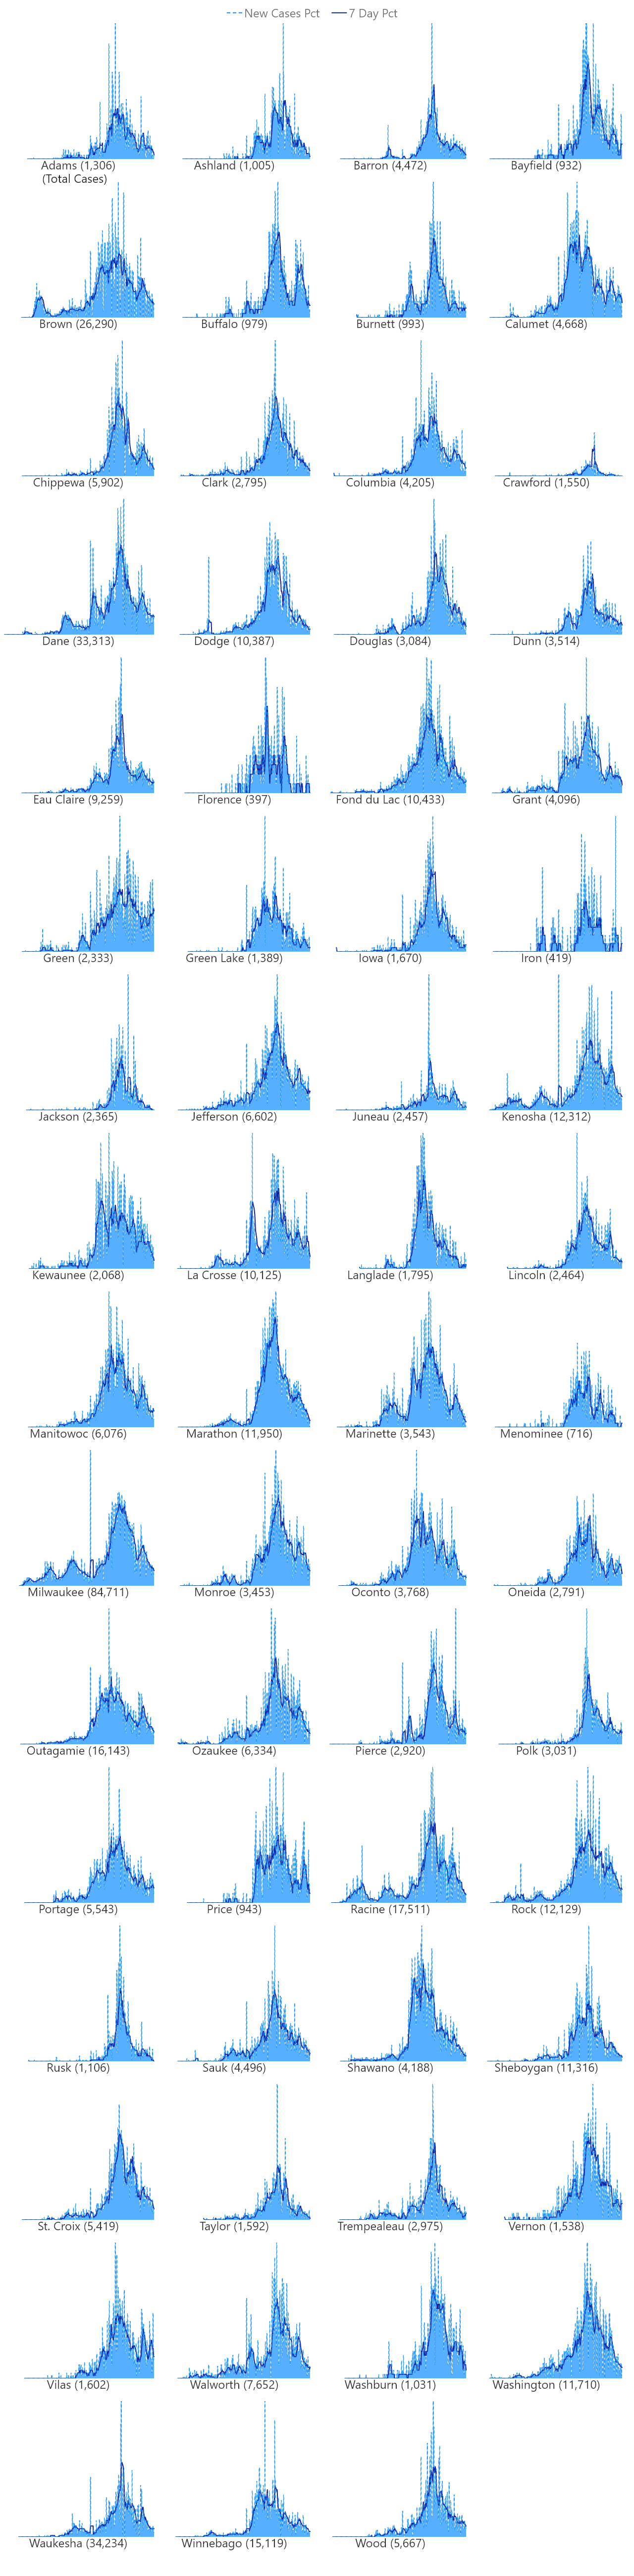 New Cases Pct 7 Day Pct
Adams (1,306) Ashland (1,005) Barron (4,472) Bayfield (932)
(Total Cases)
Brown (26,290) Buffalo (979) Burnett (993) Calumet (4,668)
Chippewa (5,902) Clark (2,795) Columbia (4,205) Crawford (1,550)
Dane (33,313) Dodge (10,387) Douglas (3,084) Dunn (3,514)
Eau Claire (9,259) Florence (397) Fond du Lac (10,433) Grant (4,096)
Green (2,333) Green Lake (1,389) Iowa (1,670) Iron (419)
Jackson (2,365) Jefferson (6,602) Juneau (2,457) Kenosha (12,312)
Kewaunee (2,068) La Crosse (10,125) Langlade (1,795) Lincoln (2,464)
Manitowoc (6,076) Marathon (11,950) Marinette (3,543) Menominee (716)
Milwaukee (84,711) Monroe (3,453) Oconto (3,768) Oneida (2,791)
Outagamie (16,143) Ozaukee (6,334) Pierce (2,920) Polk (3,031)
Portage (5,543) Price (943) Racine (17,511) Rock (12,129)
Rusk (1,106) Sauk (4,496) Shawano (4,188) Sheboygan (11,316)
St. Croix (5,419) Taylor (1,592) Trempealeau (2,975) Vernon (1,538)
Vilas (1,602) Walworth (7,652) Washburn (1,031) Washington (11,710)
Waukesha (34,234) Winnebago (15,119) Wood (5,667)